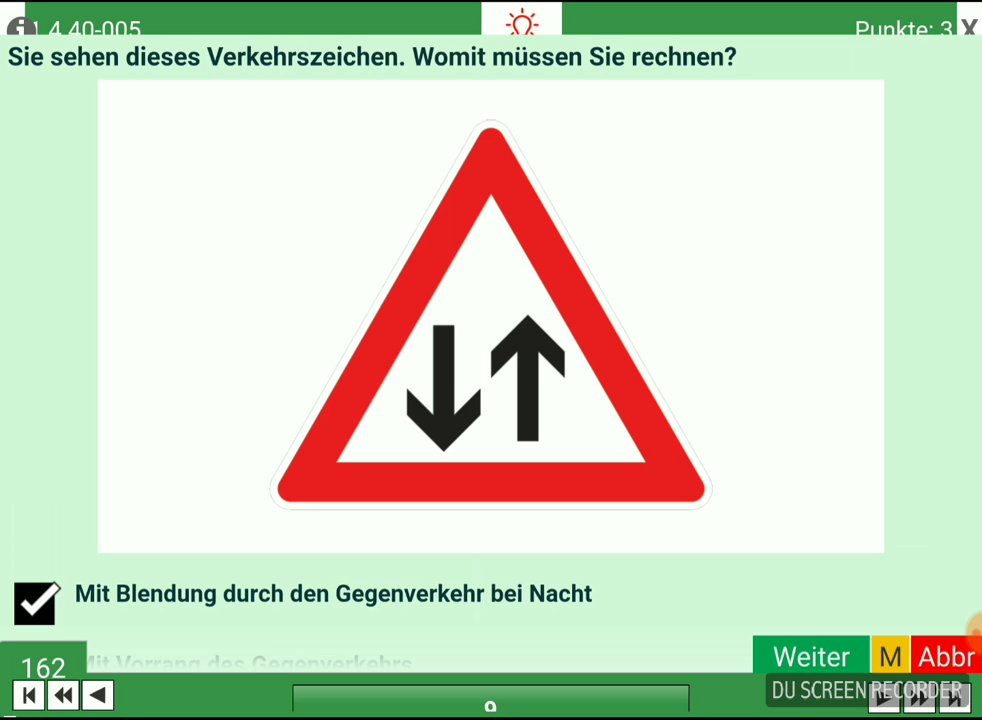 1.4.40-005
Punkte: 3 X
Sie sehen dieses Verkehrszeichen. Womit müssen Sie rechnen?
Mit Blendung durch den Gegenverkehr bei Nacht
Mit Vorrang des Gegenverkehrs
162
Weiter M Abbr
DU SCREEN RECORDER
9